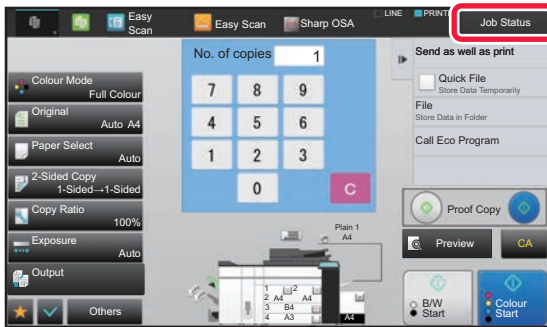 Easy
Scan
Easy Scan
Sharp OSA
LINE
PRINT
Job Status
No. of copies 1
Colour Mode
Full Colour
Original
Auto A4
Paper Select
Auto
2-Sided Copy
1-Sided→1-Sided
Copy Ratio
100%
Exposure
Auto
Output
Others
7 8 9
4 5 6
1 2 3
0 C
Plain 1
A4
1 2
2 A4 A4
3 B4
4 A3 A4
Send as well as print
Quick File
Store Data Temporarily
File
Store Data in Folder
Call Eco Program
Proof Copy
Preview CA
B/W
Start
Colour
Start